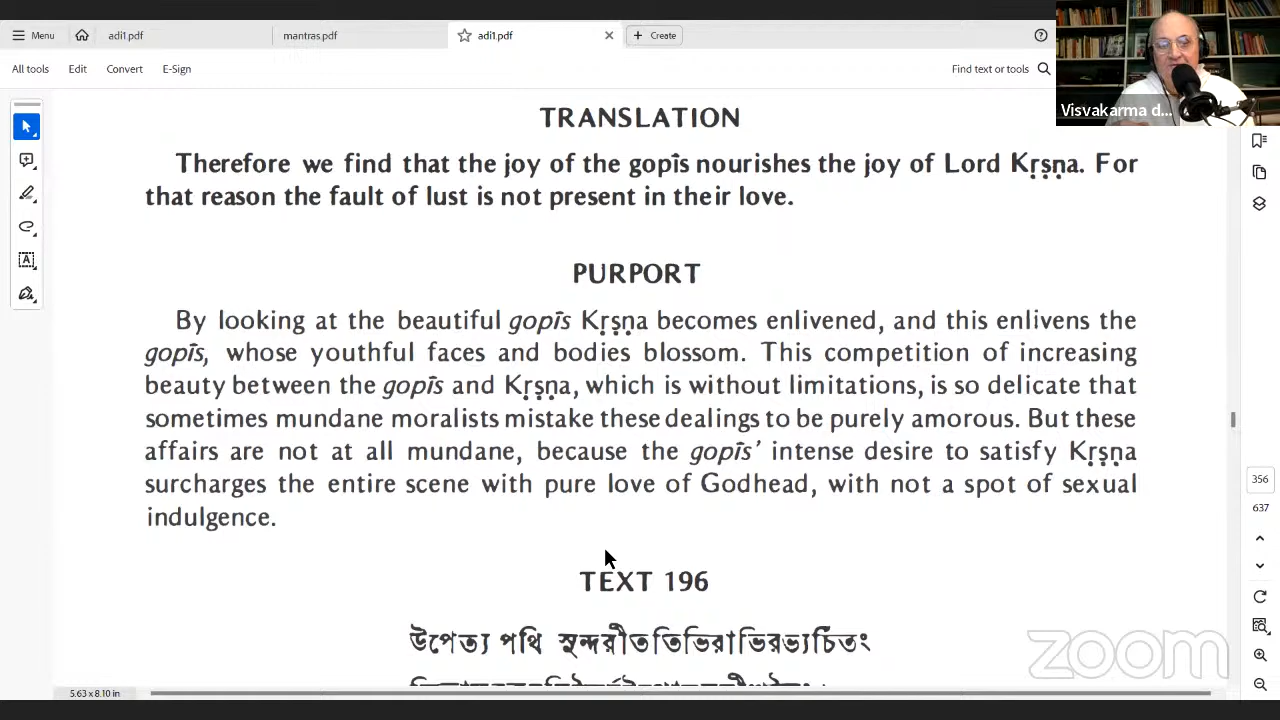 Menu
adi1.pdf
mantras.pdf
adi1.pdf
Create
All tools
Edit
Convert
E-Sign
Find text or tools
Visvakarma d...
TRANSLATION
Therefore we find that the joy of the gopīs nourishes the joy of Lord Kṛṣṇa. For
that reason the fault of lust is not present in their love.
PURPORT
By looking at the beautiful gopīs Kṛṣṇa becomes enlivened, and this enlivens the
gopīs, whose youthful faces and bodies blossom. This competition of increasing
beauty between the gopīs and Kṛṣṇa, which is without limitations, is so delicate that
sometimes mundane moralists mistake these dealings to be purely amorous. But these
affairs are not at all mundane, because the gopīs' intense desire to satisfy Kṛṣṇa
surcharges the entire scene with pure love of Godhead, with not a spot of sexual
indulgence.
TEXT 196
উপেত্য পথি সুন্দরীততিভিরাভিরভ্যর্চিতং
356
637
zoom
5.63 x 8.10 in